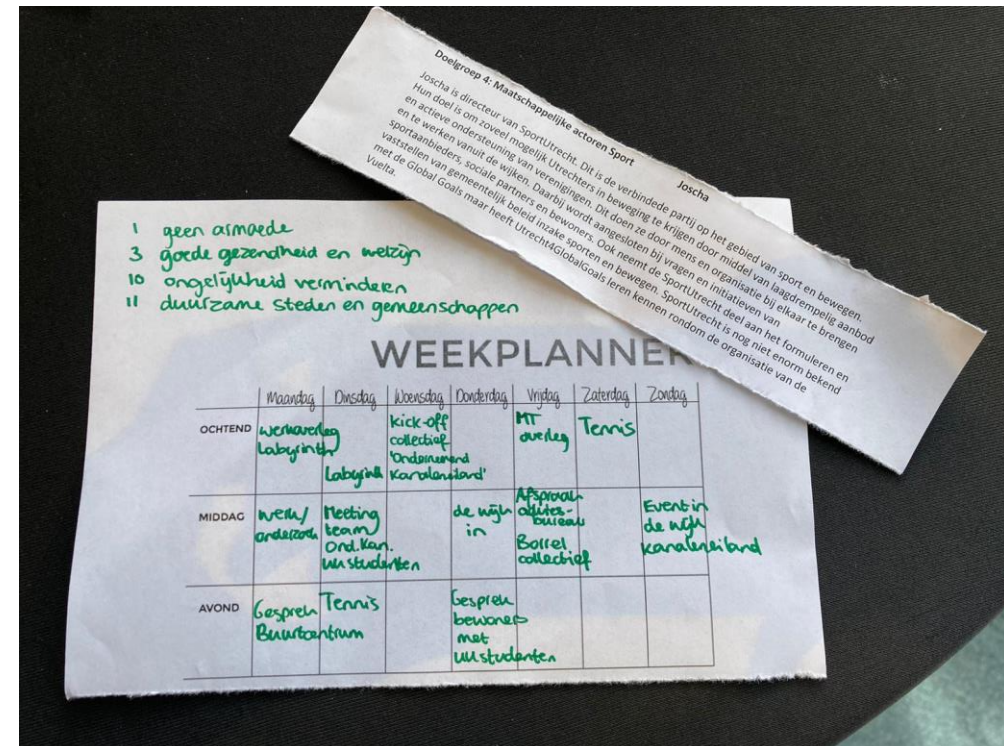 Doelgroep 4: Maatschappelijke actoren Sport
Joscha
Joscha is directeur van SportUtrecht. Dit is de verbindede partij op het gebied van sport en bewegen.
Hun doel is om zoveel mogelijk Utrechters in beweging te krijgen door middel van laagdrempelig aanbod
en actieve ondersteuning van verenigingen. Dit doen ze door mens en organisatie bij elkaar te brengen
en te werken vanuit de wijken. Daarbij wordt aangesloten bij vragen en initiatieven van
sportaanbieders, sociale partners en bewoners. Ook neemt de SportUtrecht deel aan het formuleren en
vaststellen van gemeentelijk beleid inzake sporten en bewegen. SportUtrecht is nog niet enorm bekend
met de Global Goals maar heeft Utrecht4GlobalGoals leren kennen rondom de organisatie van de
Vuelta.
1 geen armoede
3 goede gezondheid en welzijn
10 ongelijkheid verminderen
11 duurzame steden en gemeenschappen
WEEKPLANNER
Maandag Dinsdag Woensdag Donderdag Vrijdag Zaterdag Zondag
OCHTEND
Werkoverleg
Labyrinth
Labyrinth
kick-off
collectief
'Ondernemend
Kanaleneiland'
MT
overleg
Tennis
MIDDAG
Werk/
onderzoek
Meeting
team
Ond. Kan.
UU studenten
de wijk
in
Afspraak
advies-
bureau
Borrel
collectief
Event in
de wijk
Kanaleneiland
AVOND
Gesprek
Buurtcentrum
Tennis
Gesprek
bewoners
met
UU studenten